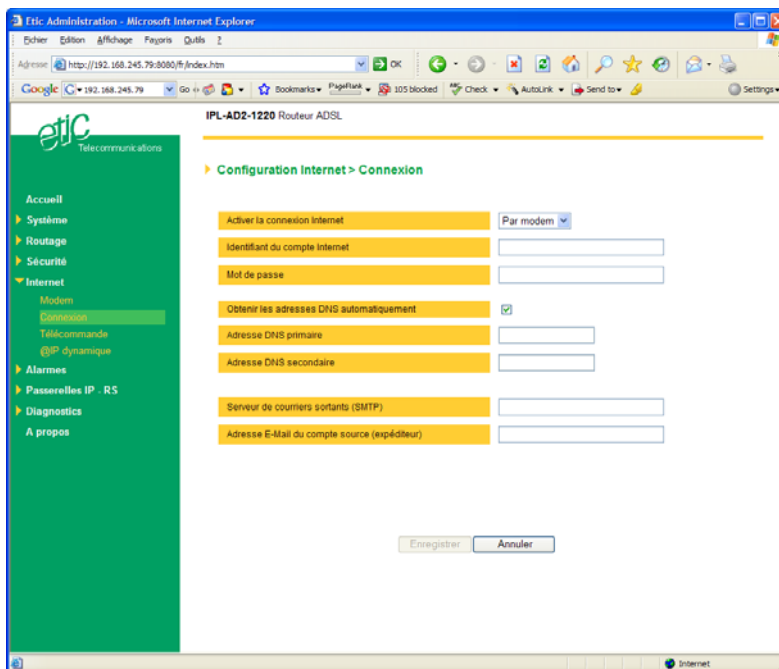 Etic Administration - Microsoft Internet Explorer
Fichier Edition Affichage Favoris Outils ?
Adresse http://192.168.245.79:8080/fr/index.htm OK
Google G 192.168.245.79 Go Bookmarks PageRank 105 blocked Check AutoLink Send to Settings
etic
Telecommunications
IPL-AD2-1220 Routeur ADSL
Configuration Internet > Connexion
Accueil
Système
Routage
Sécurité
Internet
Modem
Connexion
Télécommande
@IP dynamique
Alarmes
Passerelles IP - RS
Diagnostics
A propos
Activer la connexion Internet Par modem
Identifiant du compte Internet
Mot de passe
Obtenir les adresses DNS automatiquement
Adresse DNS primaire
Adresse DNS secondaire
Serveur de courriers sortants (SMTP)
Adresse E-Mail du compte source (expéditeur)
Enregistrer Annuler
Internet